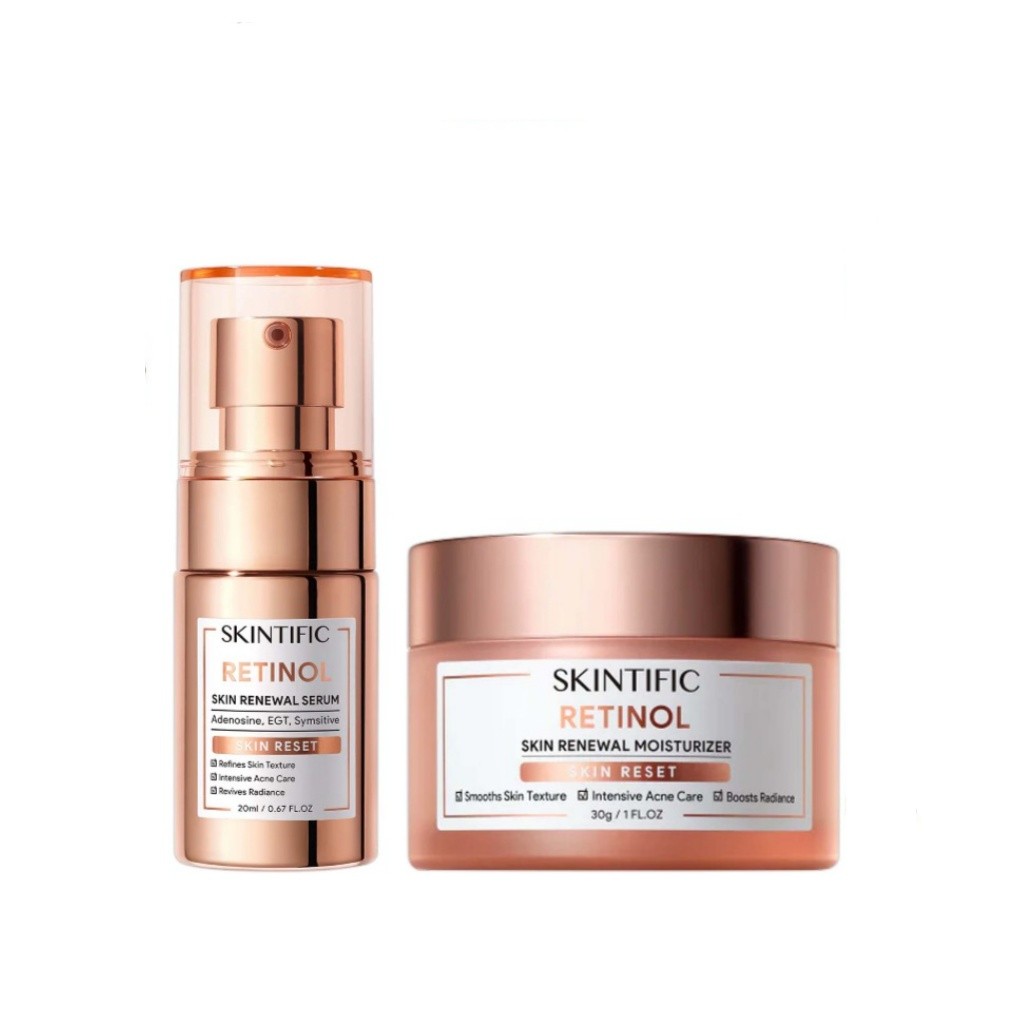 SKINTIFIC
RETINOL
SKIN RENEWAL SERUM
Adenosine, EGT, Symsitive
SKIN RESET
Refines Skin Texture
Intensive Acne Care
Revives Radiance
20ml / 0.67 FL.OZ
SKINTIFIC
RETINOL
SKIN RENEWAL MOISTURIZER
SKIN RESET
Smooths Skin Texture Intensive Acne Care Boosts Radiance
30g / 1 FL.OZ